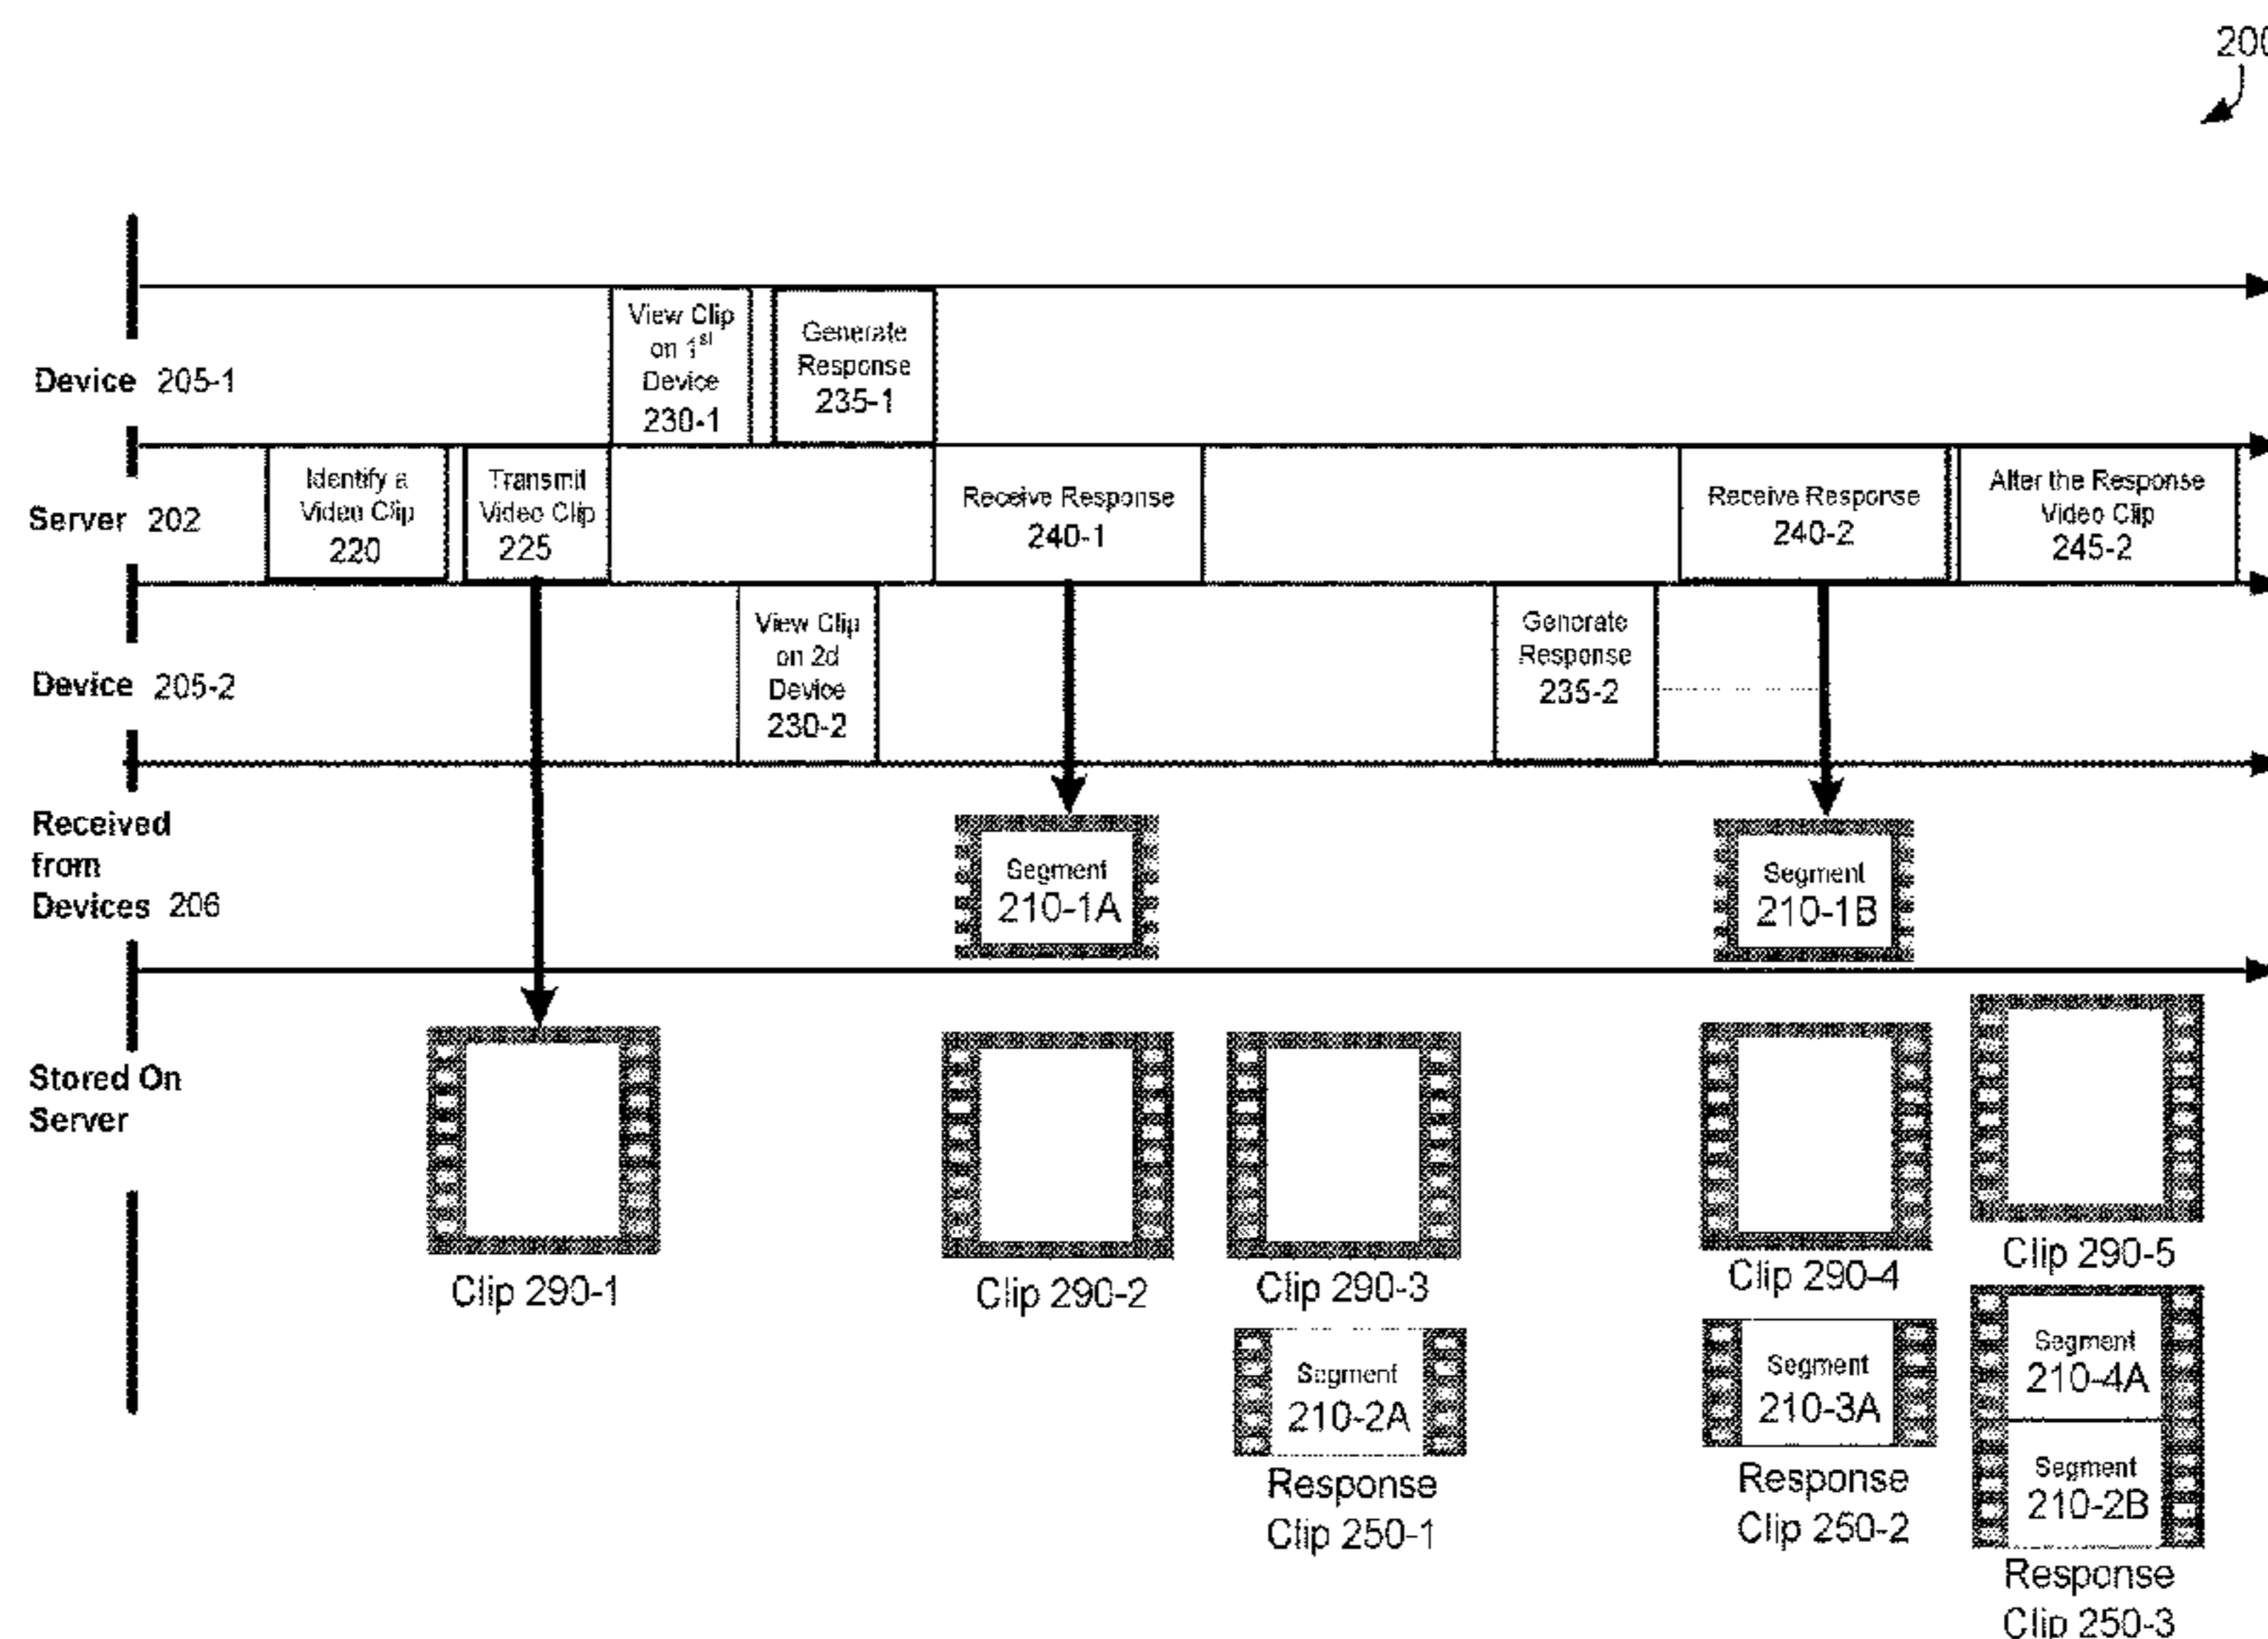 200
View Clip
on 1st
Device
230-1
Generate
Response
235-1
Device 205-1
Identify a
Video Clip
220
Transmit
Video Clip
225
Receive Response
240-1
Receive Response
240-2
Alter the Response
Video Clip
245-2
Server 202
View Clip
on 2d
Device
230-2
Generate
Response
235-2
Device 205-2
Received
from
Devices 206
Segment
210-1A
Segment
210-1B
Stored On
Server
Clip 290-1
Clip 290-2
Clip 290-3
Clip 290-4
Clip 290-5
Segment
210-2A
Response
Clip 250-1
Segment
210-3A
Response
Clip 250-2
Segment
210-4A
Segment
210-2B
Response
Clip 250-3